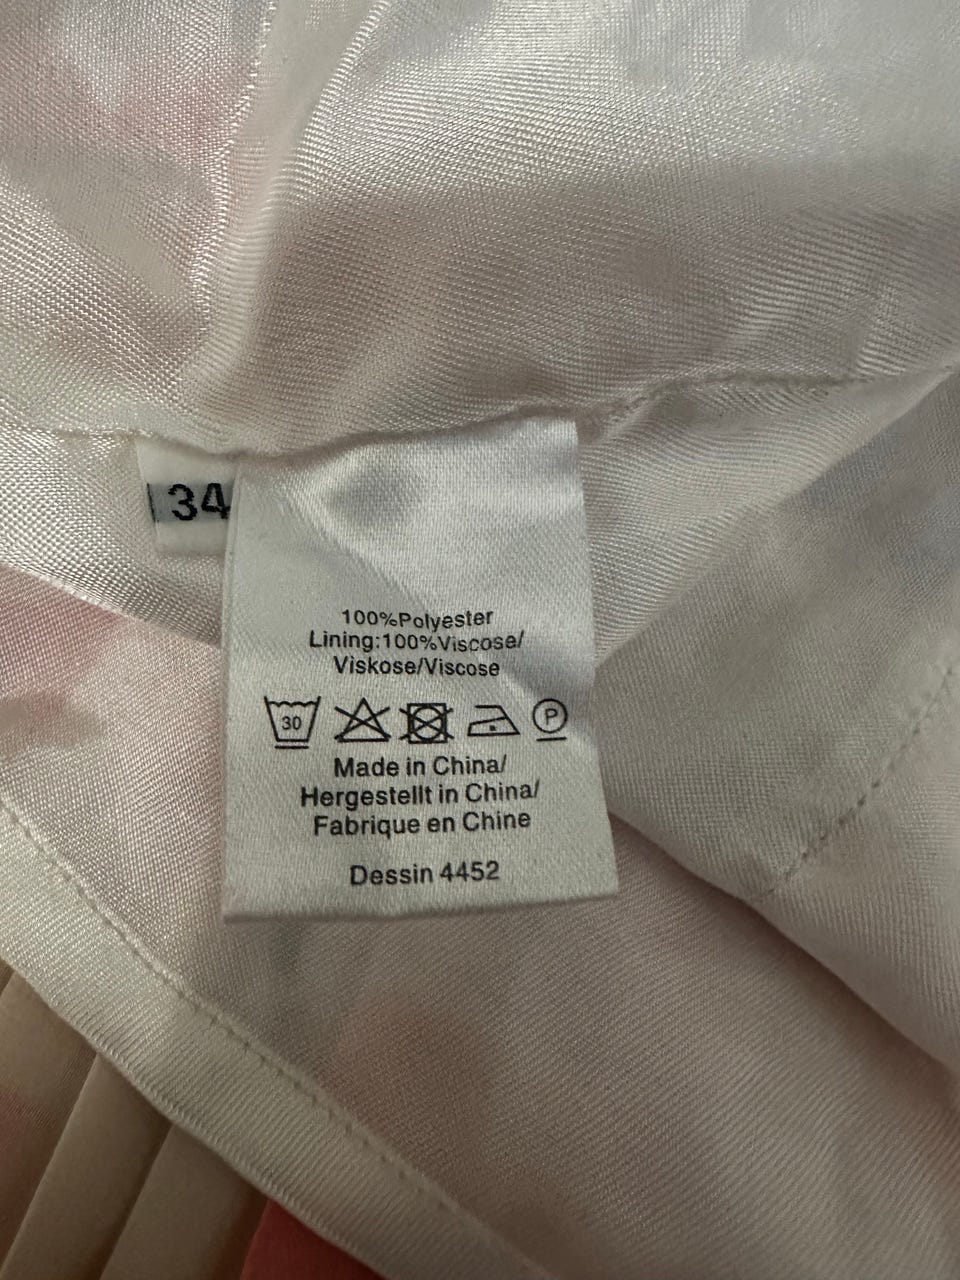 34
100%Polyester
Lining:100%Viscose/
Viskose/Viscose
30 P
Made in China/
Hergestellt in China/
Fabrique en Chine
Dessin 4452